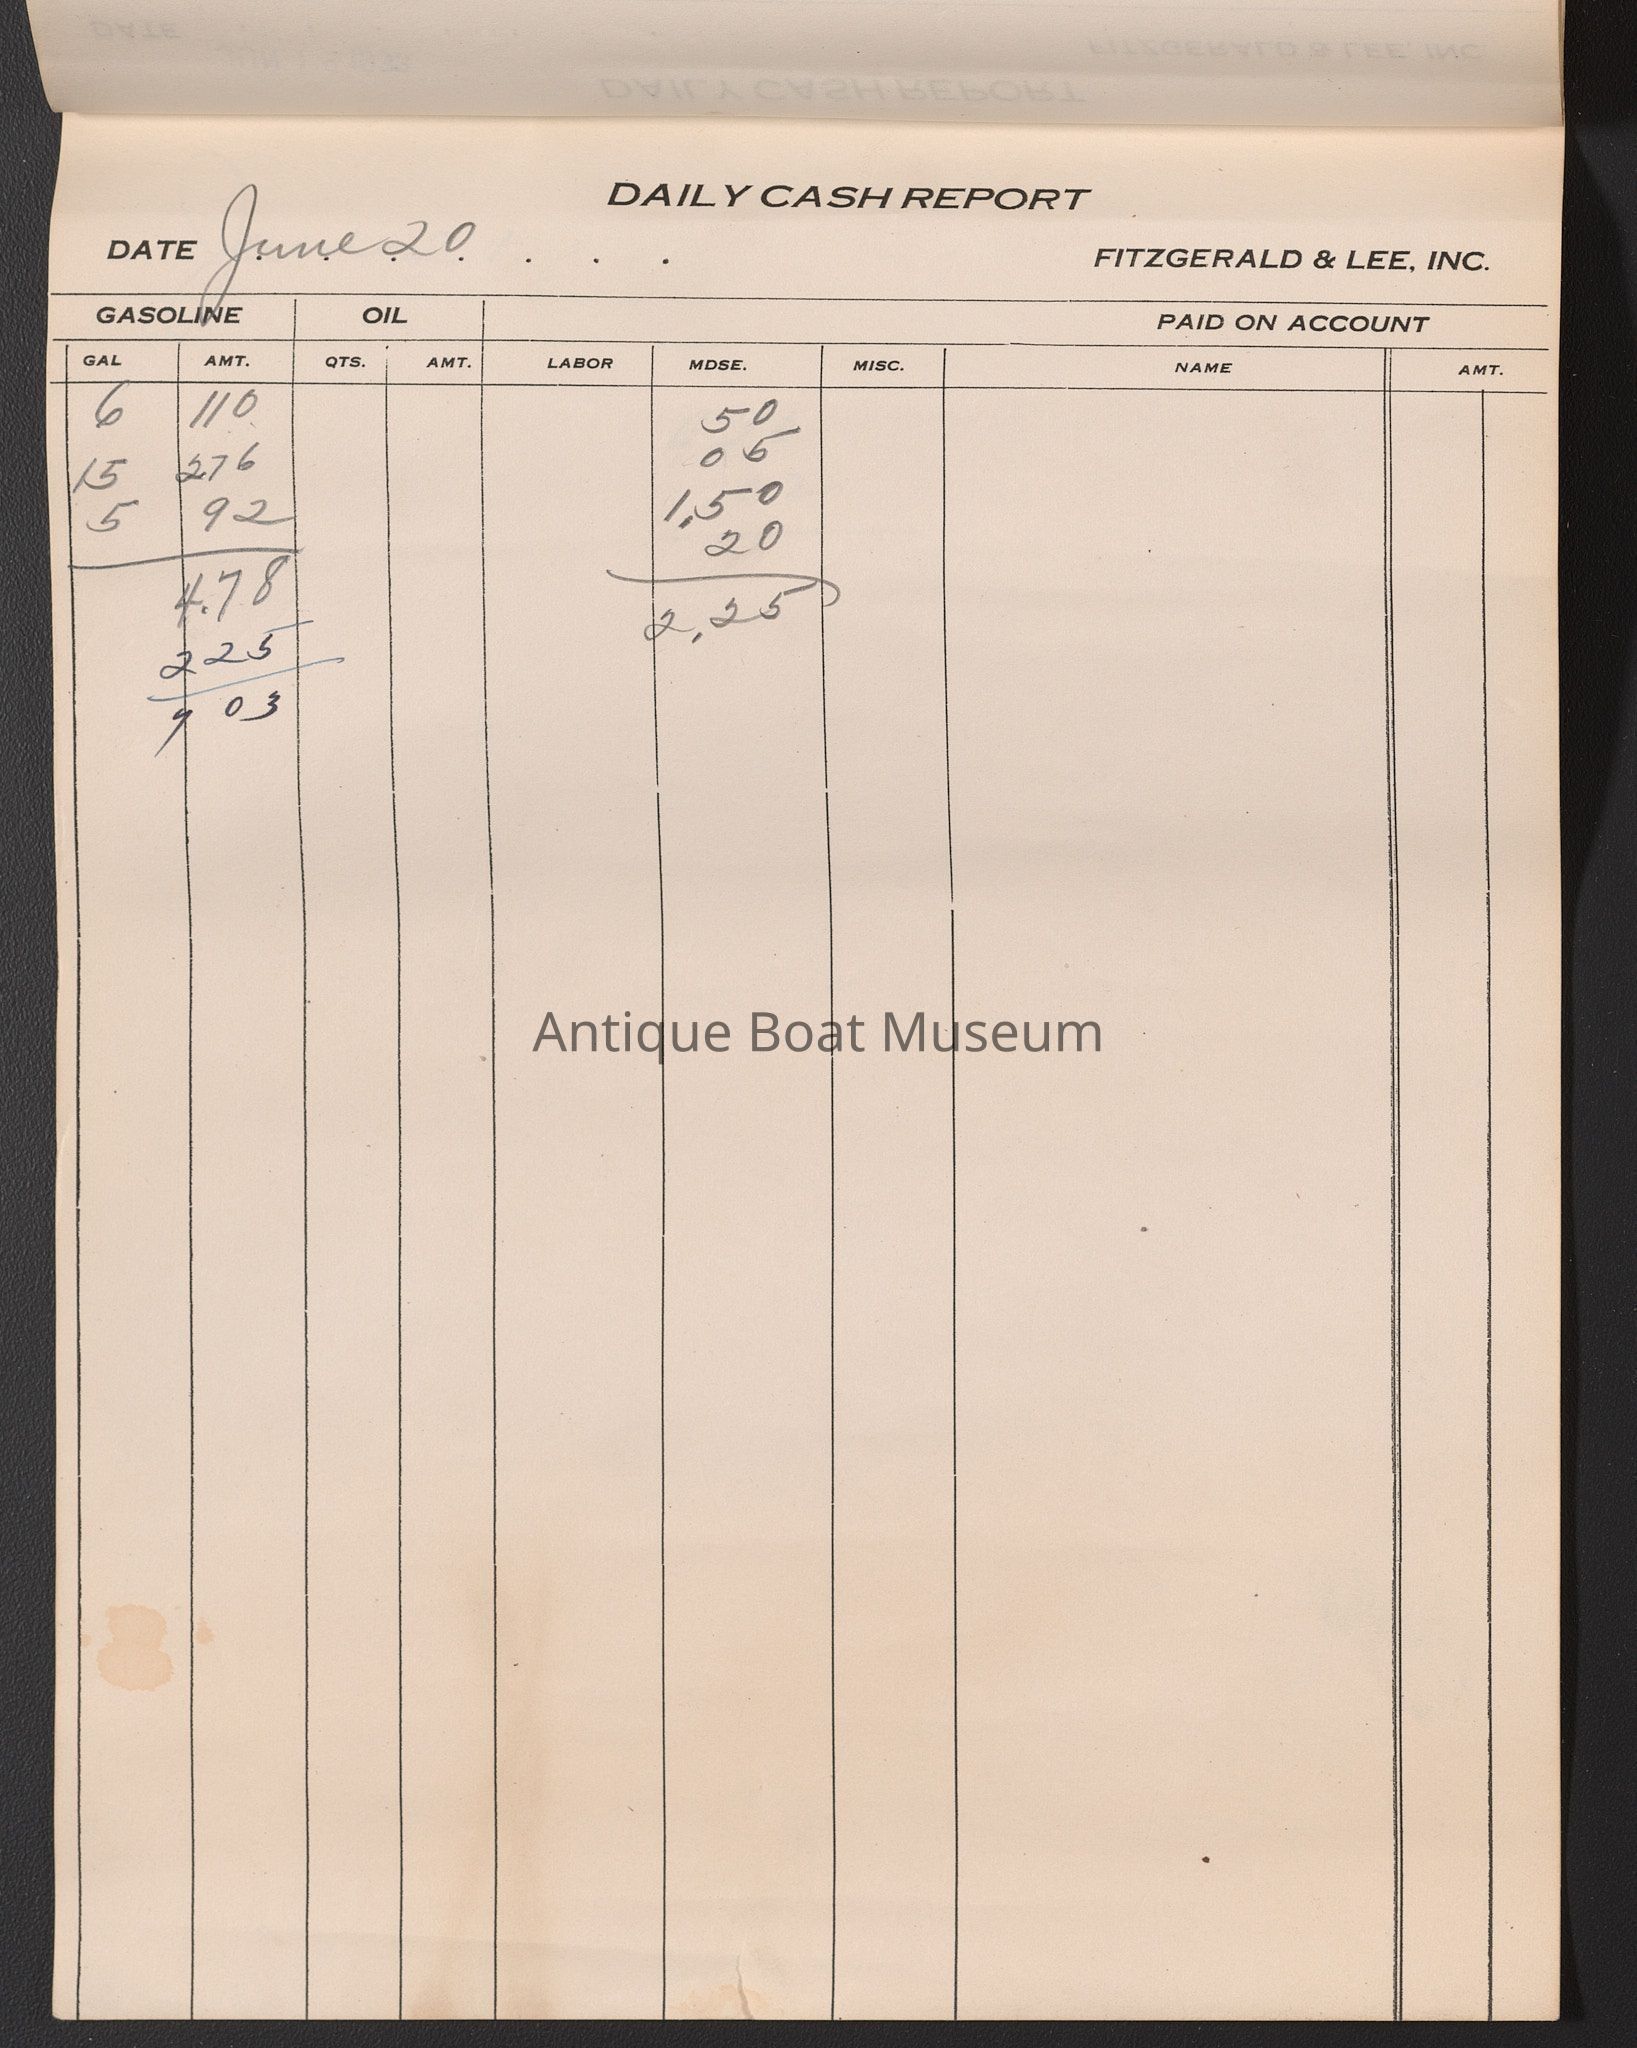 DAILY CASH REPORT
DATE June 20 FITZGERALD & LEE, INC.
GASOLINE OIL PAID ON ACCOUNT
GAL AMT. QTS. AMT. LABOR MDSE. MISC. NAME AMT.
6 110 50
15 276 05
5 92 1,50
20
4.78 2,25
225
7 03
Antique Boat Museum